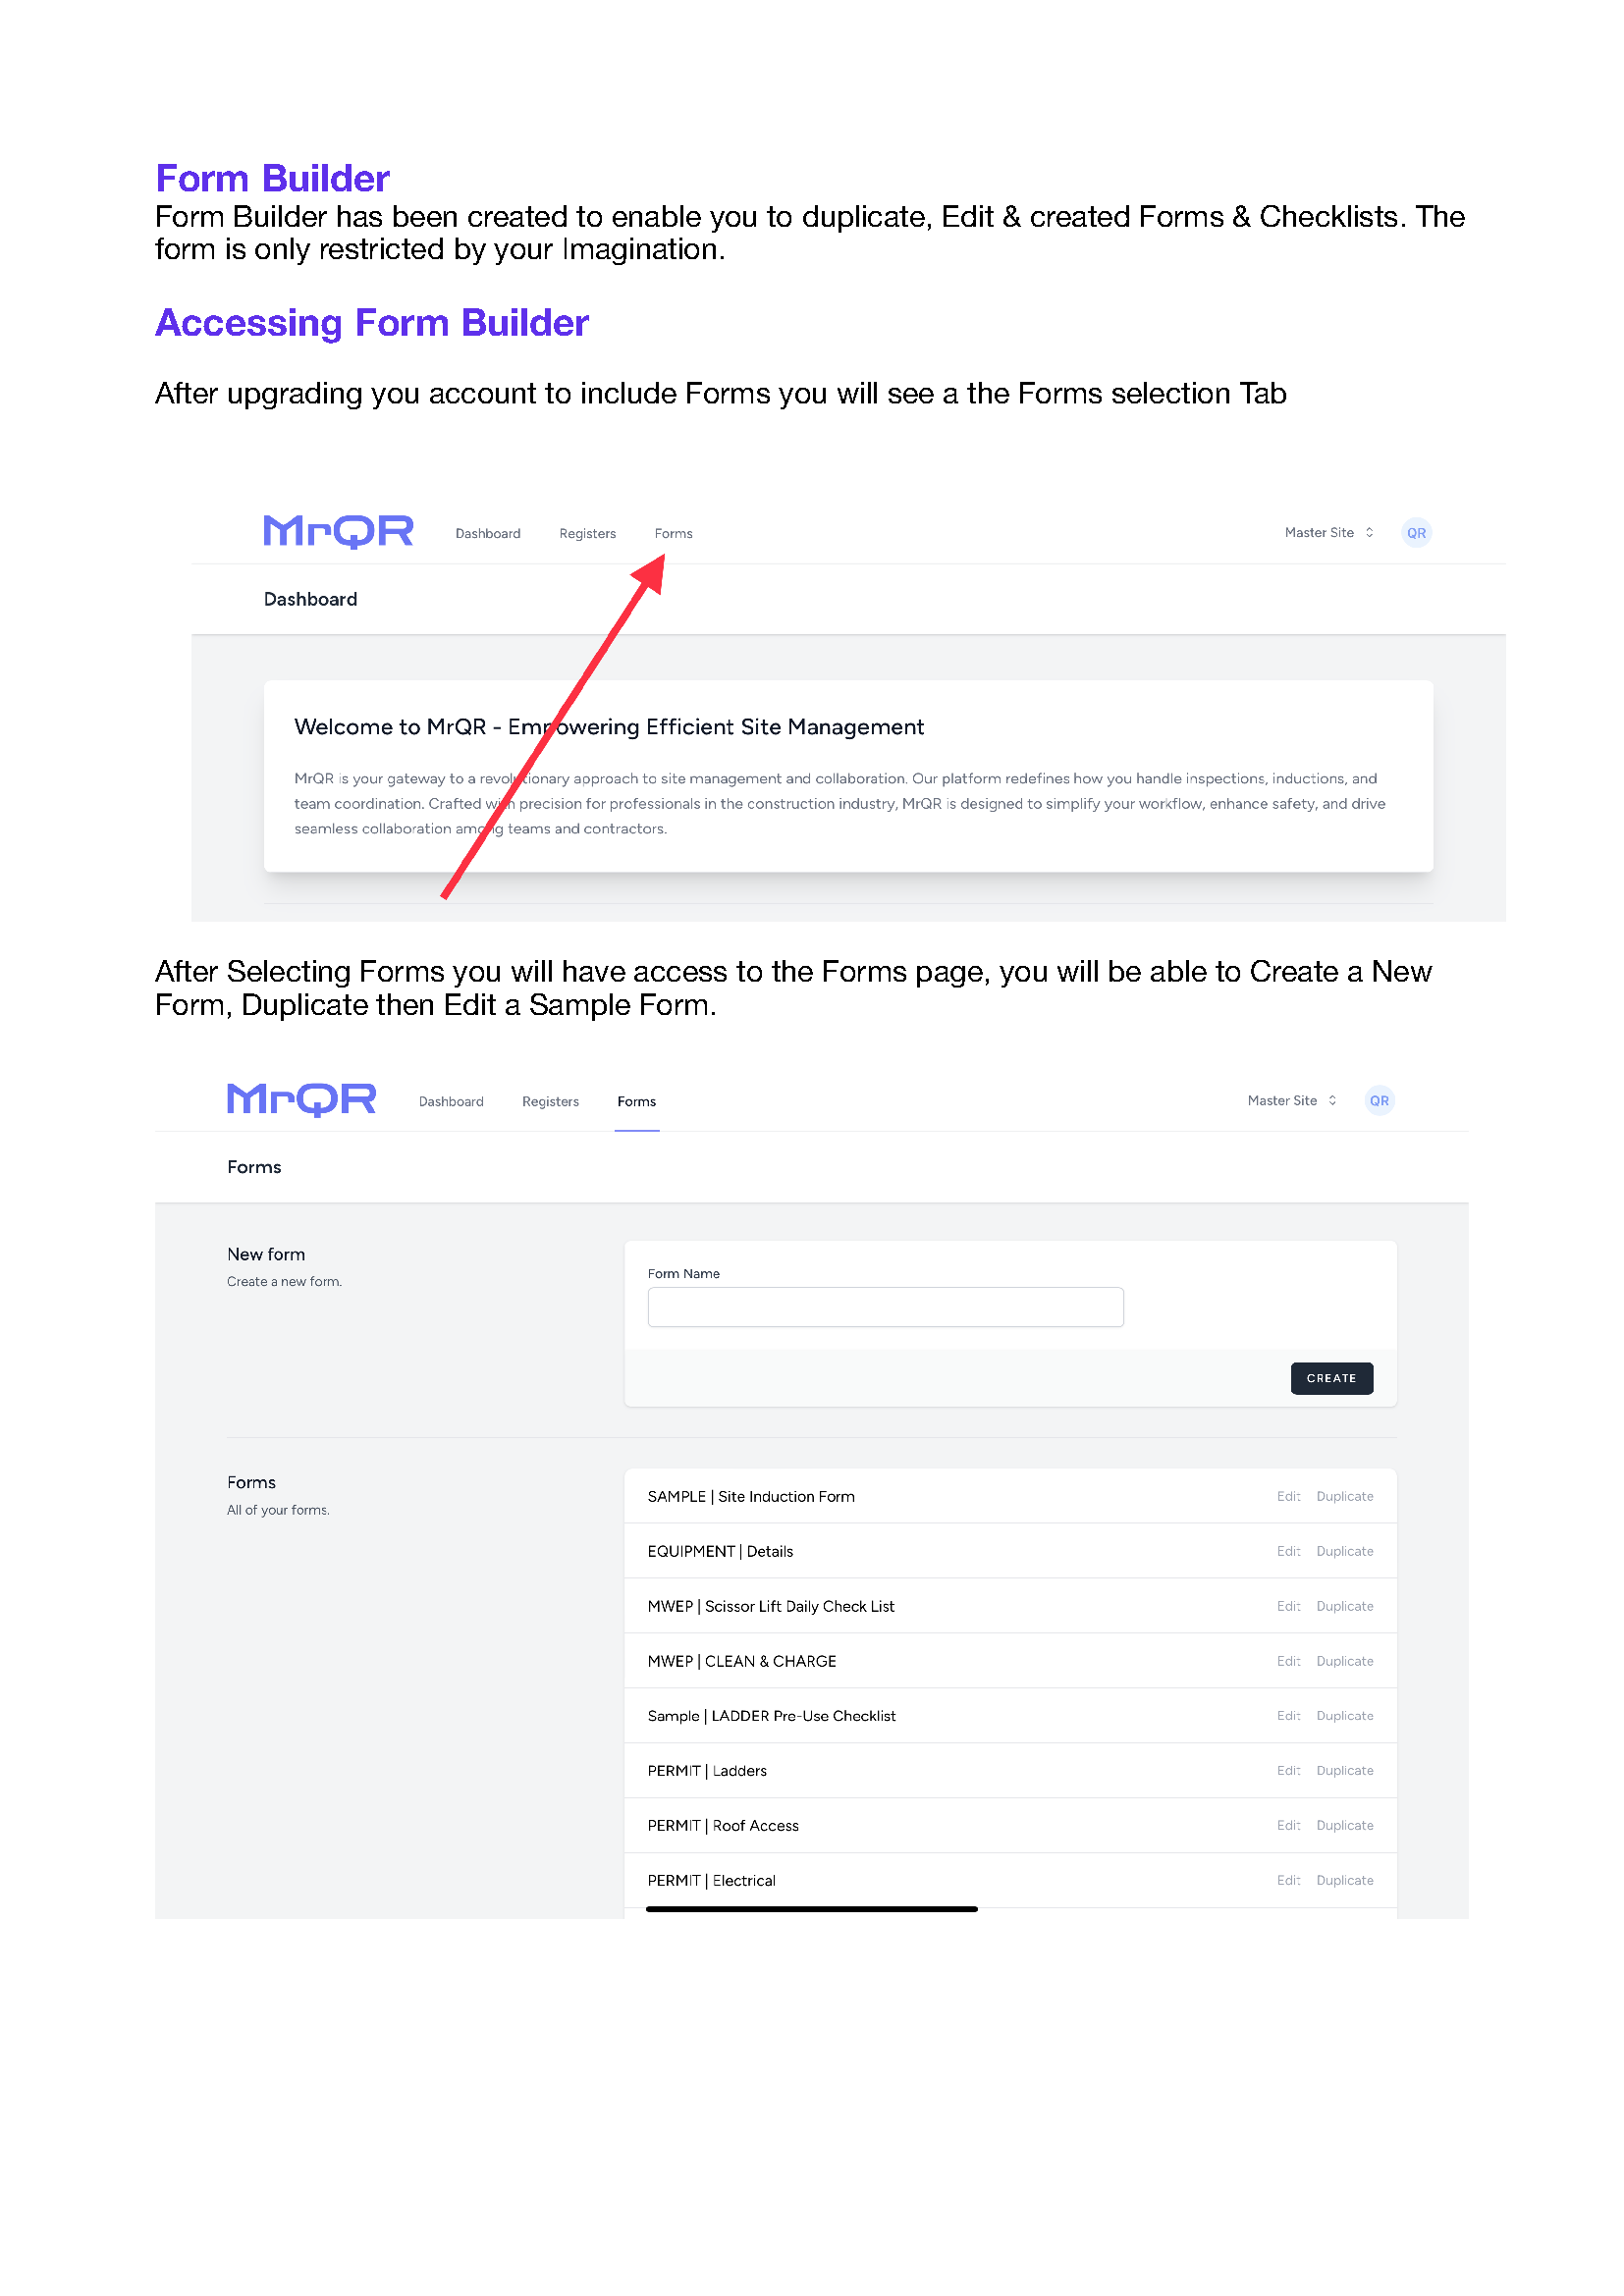 Form Builder
Form Builder has been created to enable you to duplicate, Edit & created Forms & Checklists. The
form is only restricted by your Imagination.
Accessing Form Builder
After upgrading you account to include Forms you will see a the Forms selection Tab
MrQR Dashboard Registers Forms Master Site QR
Dashboard
Welcome to MrQR - Empowering Efficient Site Management
MrQR is your gateway to a revolutionary approach to site management and collaboration. Our platform redefines how you handle inspections, inductions, and
team coordination. Crafted with precision for professionals in the construction industry, MrQR is designed to simplify your workflow, enhance safety, and drive
seamless collaboration among teams and contractors.
After Selecting Forms you will have access to the Forms page, you will be able to Create a New
Form, Duplicate then Edit a Sample Form.
MrQR Dashboard Registers Forms Master Site QR
Forms
New form
Create a new form.
Form Name
CREATE
Forms
All of your forms.
SAMPLE | Site Induction Form Edit Duplicate
EQUIPMENT | Details Edit Duplicate
MWEP | Scissor Lift Daily Check List Edit Duplicate
MWEP | CLEAN & CHARGE Edit Duplicate
Sample | LADDER Pre-Use Checklist Edit Duplicate
PERMIT | Ladders Edit Duplicate
PERMIT | Roof Access Edit Duplicate
PERMIT | Electrical Edit Duplicate